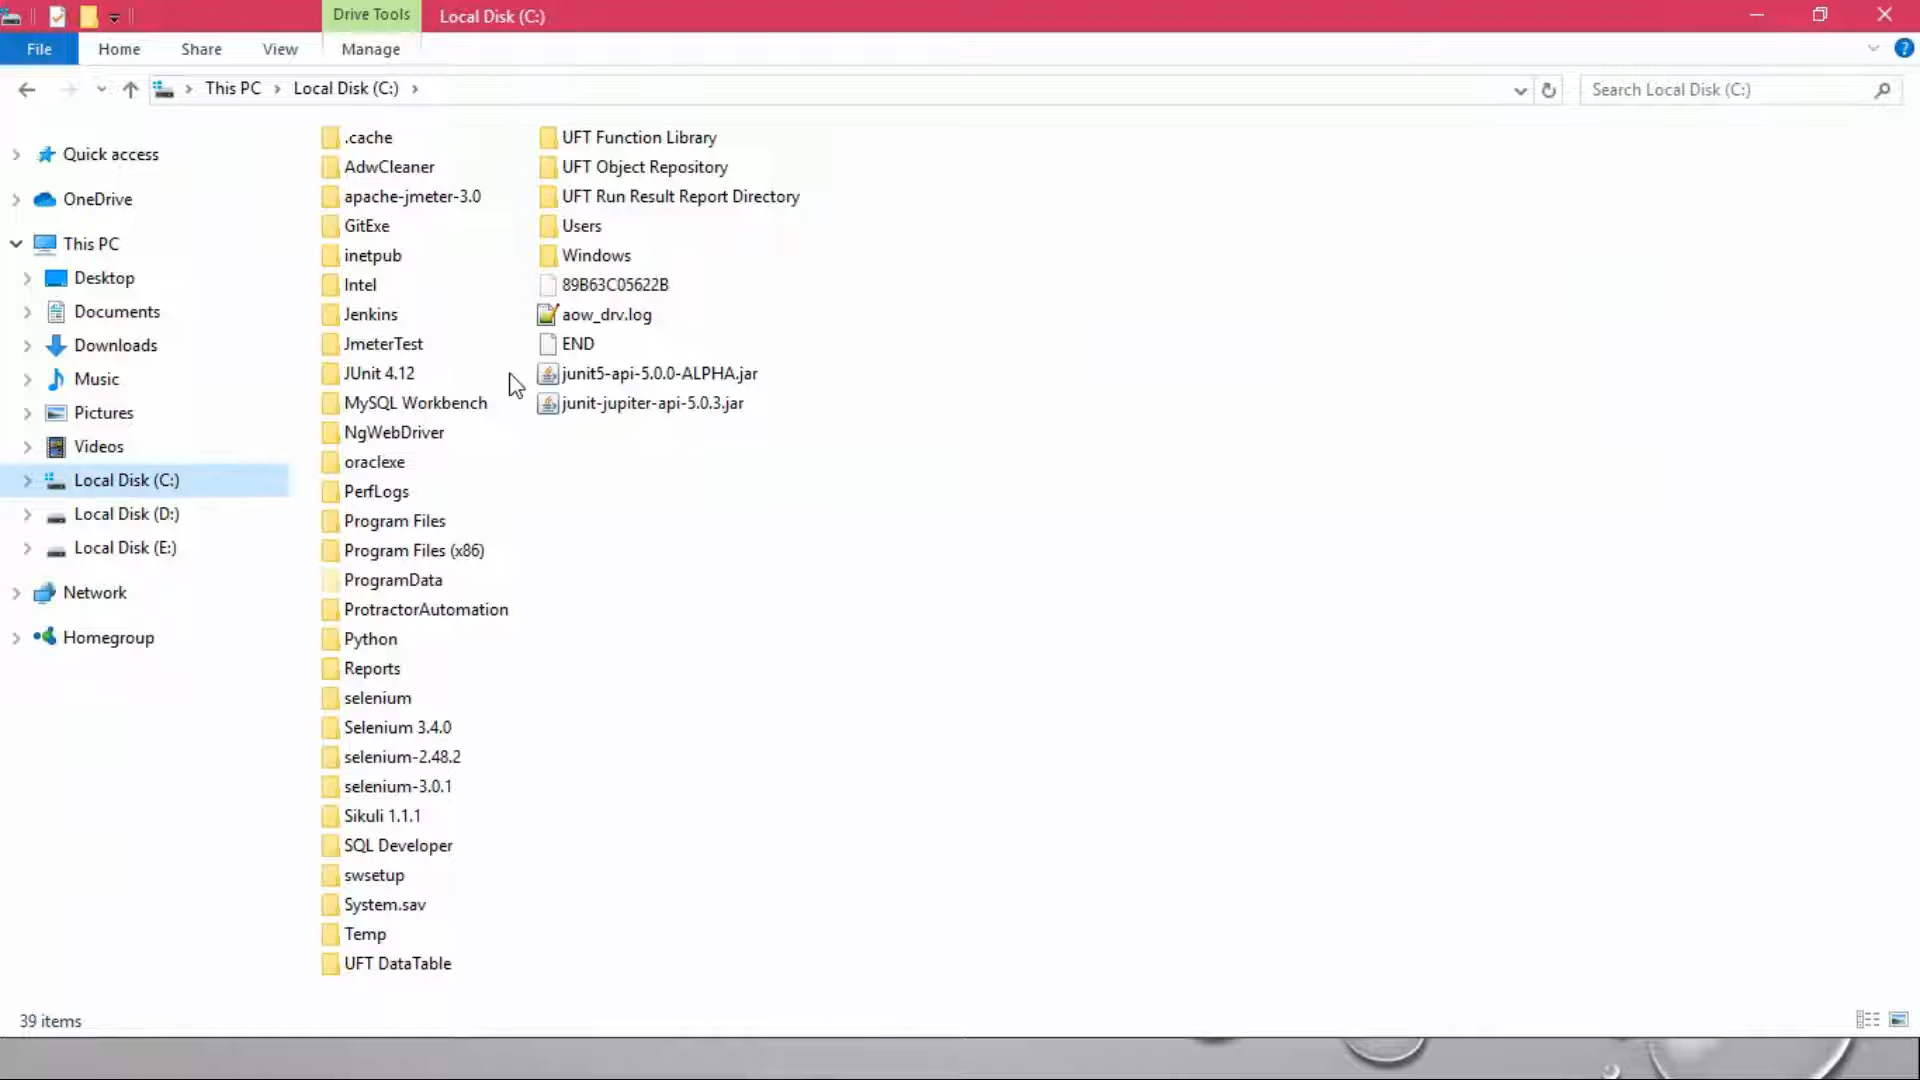 Drive Tools
Local Disk (C:)
File
Home
Share
View
Manage
This PC
Local Disk (C:)
Search Local Disk (C:)
Quick access
OneDrive
This PC
Desktop
Documents
Downloads
Music
Pictures
Videos
Local Disk (C:)
Local Disk (D:)
Local Disk (E:)
Network
Homegroup
.cache
AdwCleaner
apache-jmeter-3.0
GitExe
inetpub
Intel
Jenkins
JmeterTest
JUnit 4.12
MySQL Workbench
NgWebDriver
oraclexe
PerfLogs
Program Files
Program Files (x86)
ProgramData
ProtractorAutomation
Python
Reports
selenium
Selenium 3.4.0
selenium-2.48.2
selenium-3.0.1
Sikuli 1.1.1
SQL Developer
swsetup
System.sav
Temp
UFT DataTable
UFT Function Library
UFT Object Repository
UFT Run Result Report Directory
Users
Windows
89B63C05622B
aow_drv.log
END
junit5-api-5.0.0-ALPHA.jar
junit-jupiter-api-5.0.3.jar
39 items